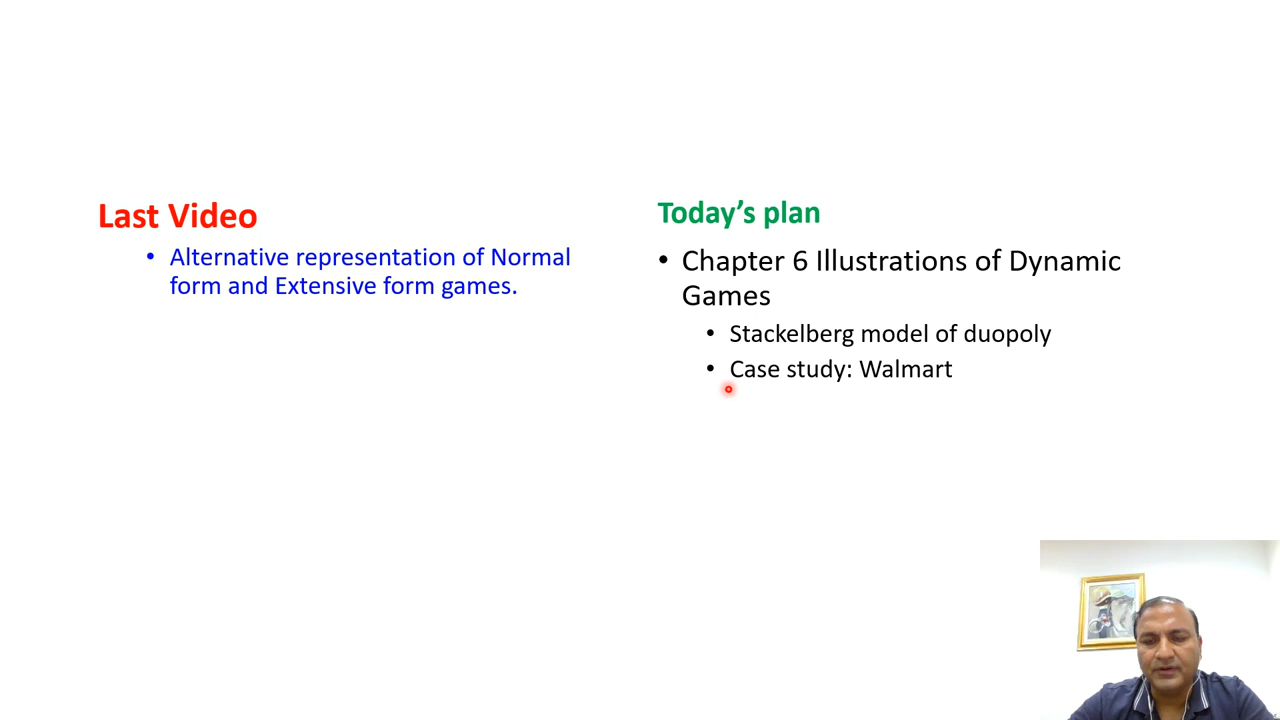 Last Video
• Alternative representation of Normal
form and Extensive form games.
Today’s plan
• Chapter 6 Illustrations of Dynamic
Games
• Stackelberg model of duopoly
• Case study: Walmart